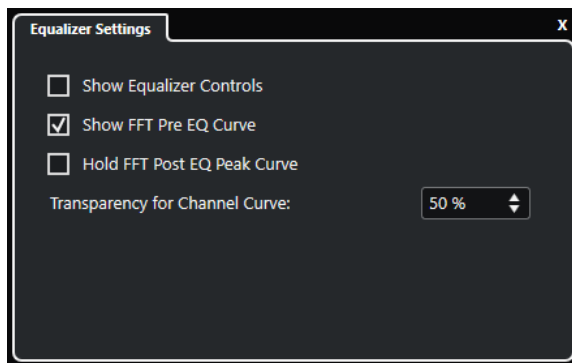 Equalizer Settings X
Show Equalizer Controls
Show FFT Pre EQ Curve
Hold FFT Post EQ Peak Curve
Transparency for Channel Curve: 50 %